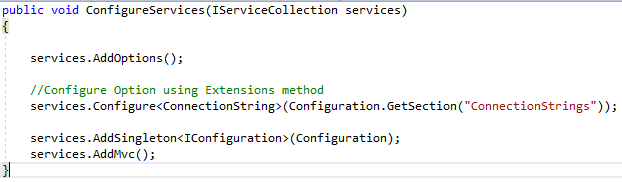 public void ConfigureServices(IServiceCollection services)
{
services.AddOptions();
//Configure Option using Extensions method
services.Configure<ConnectionString>(Configuration.GetSection("ConnectionStrings"));
services.AddSingleton<IConfiguration>(Configuration);
services.AddMvc();
}